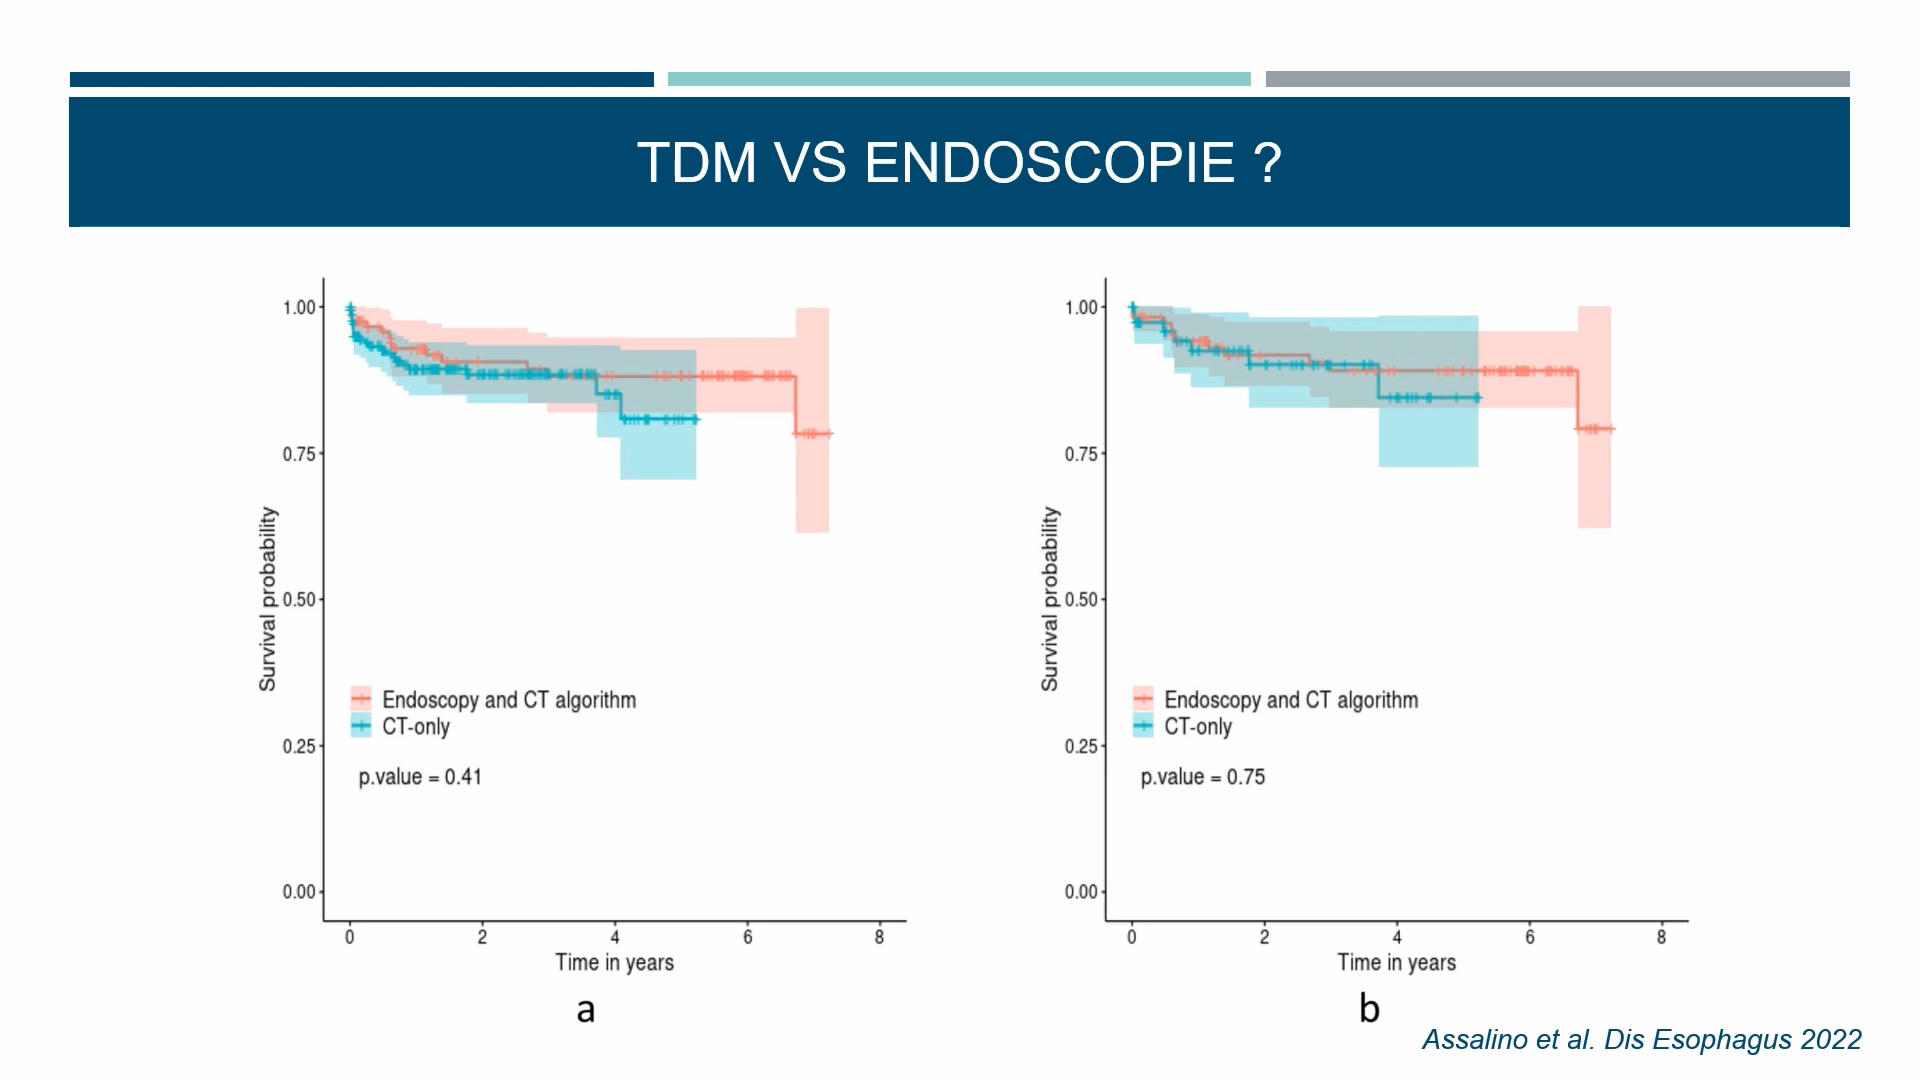 TDM VS ENDOSCOPIE ?
1.00
0.75
0.50
0.25
0.00
Survival probability
Endoscopy and CT algorithm
CT-only
p.value = 0.41
0 2 4 6 8
Time in years
a
1.00
0.75
0.50
0.25
0.00
Survival probability
Endoscopy and CT algorithm
CT-only
p.value = 0.75
0 2 4 6 8
Time in years
b
Assalino et al. Dis Esophagus 2022